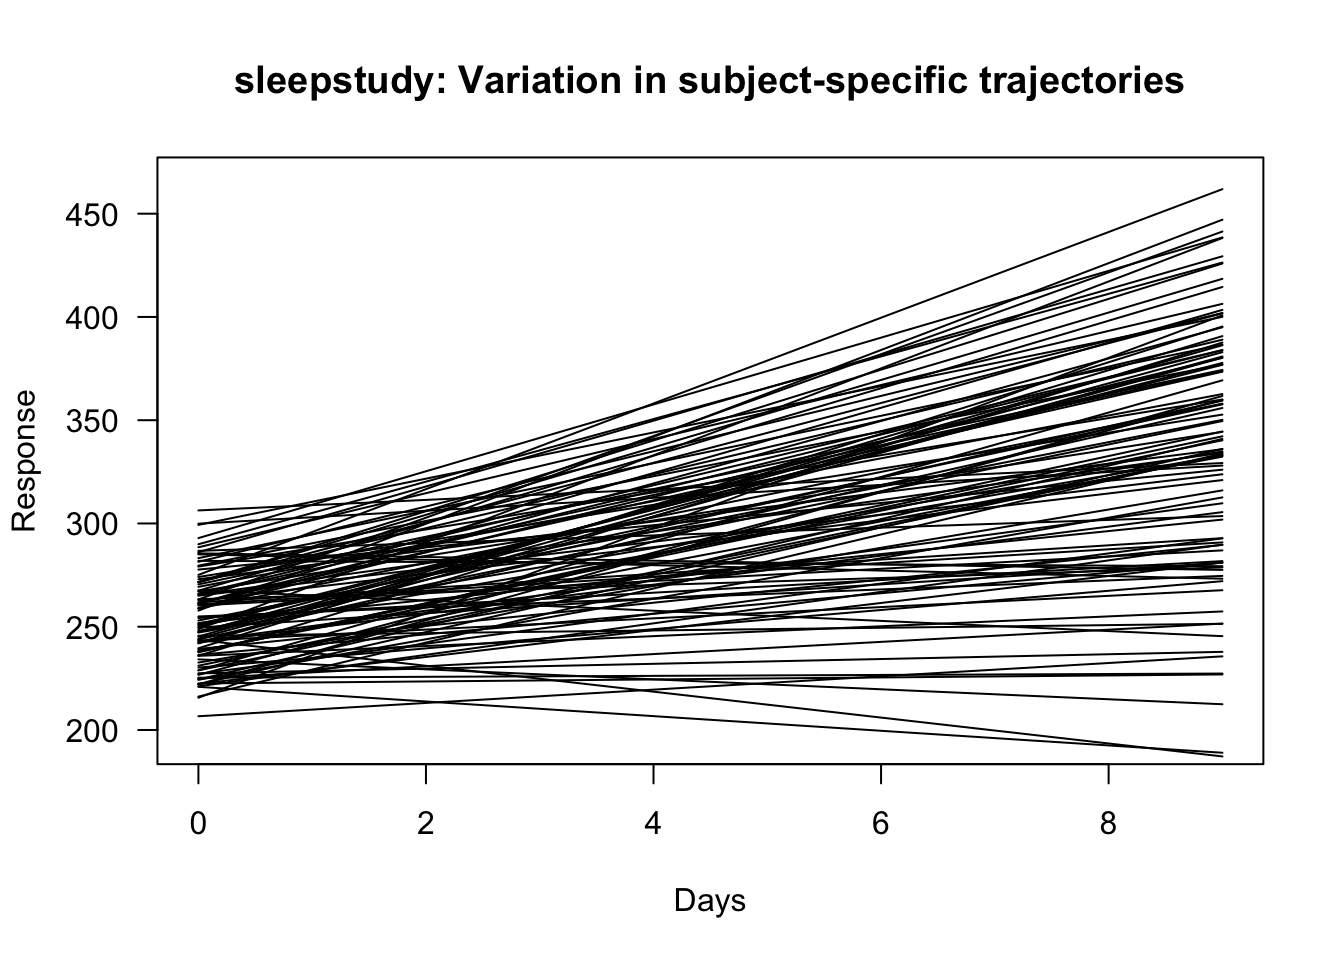 sleepstudy: Variation in subject-specific trajectories
450
400
350
300
250
200
Response
0 2 4 6 8
Days